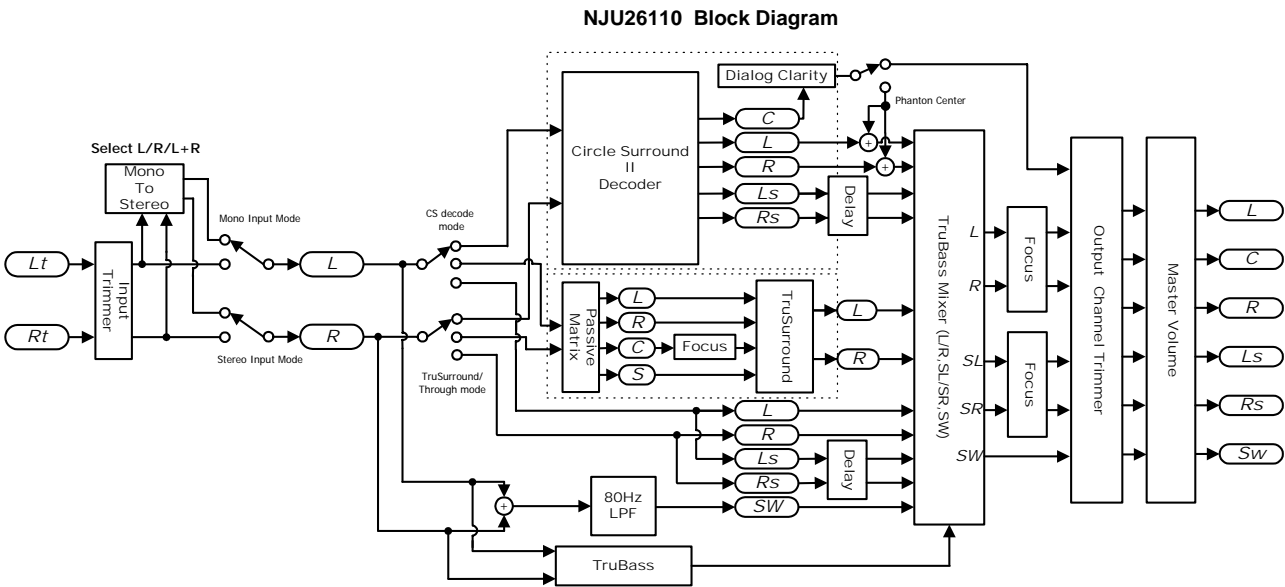 NJU26110 Block Diagram
Select L/R/L+R
Mono
To
Stereo
Lt
Rt
Input
Trimmer
Mono Input Mode
Stereo Input Mode
L
R
CS decode
mode
TruSurround/
Through mode
Circle Surround
II
Decoder
Dialog Clarity
C
L
R
Ls
Rs
Delay
Phanton Center
Passive
Matrix
L
R
C
S
Focus
TruSurround
L
R
L
R
Ls
Rs
SW
Delay
+
+
+
80Hz
LPF
TruBass
TruBass Mixer (L/R,SL/SR,SW)
L
R
SL
SR
SW
Focus
Focus
Output Channel Trimmer
Master Volume
L
C
R
Ls
Rs
Sw